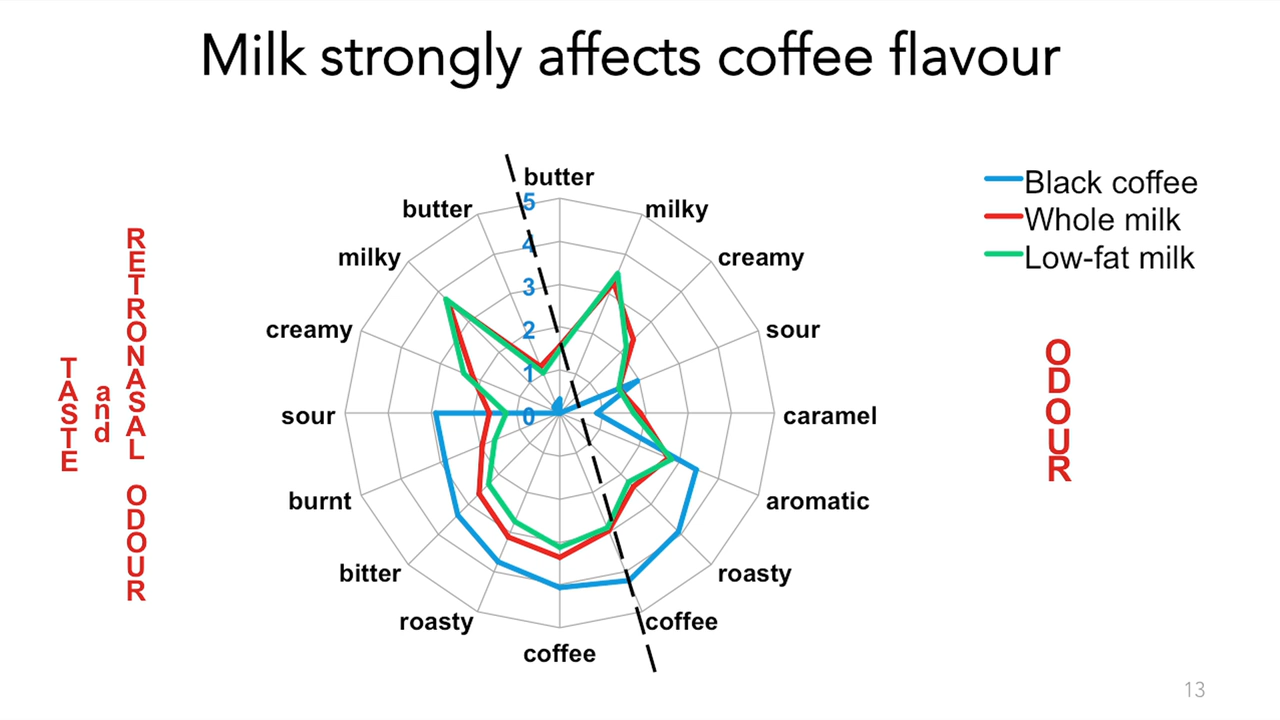 Milk strongly affects coffee flavour
butter
milky
creamy
sour
caramel
aromatic
roasty
coffee
coffee
roasty
bitter
burnt
sour
creamy
milky
butter
5
4
3
2
1
0
Black coffee
Whole milk
Low-fat milk
TASTE
and
RETRONASAL ODOUR
ODOUR
13